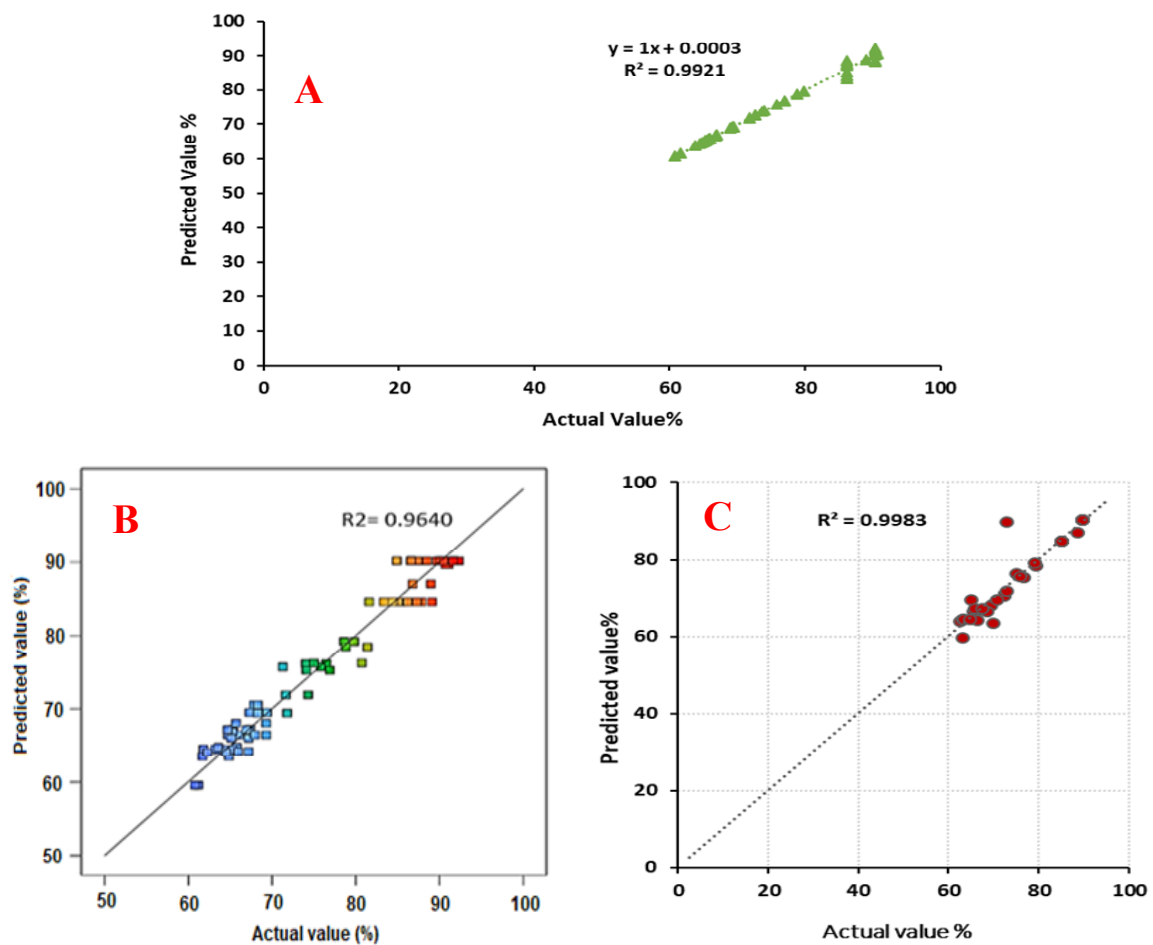 A
y = 1x + 0.0003
R² = 0.9921
Predicted Value %
100
90
80
70
60
50
40
30
20
10
0
0 20 40 60 80 100
Actual Value%
B
R2= 0.9640
Predicted value (%)
100
90
80
70
60
50
50 60 70 80 90 100
Actual value (%)
C
R² = 0.9983
Predicted value%
100
80
60
40
20
0
0 20 40 60 80 100
Actual value %